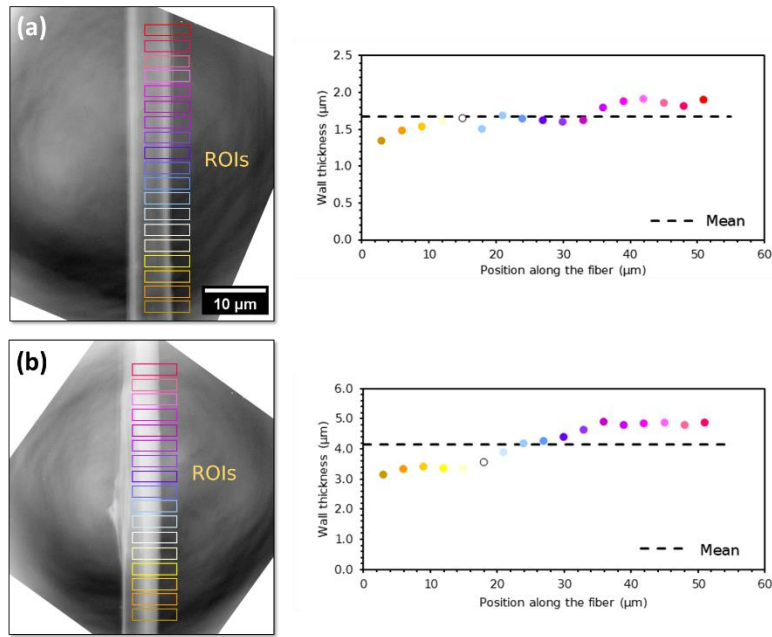 (a)
ROIs
10 µm
2.5
2.0
1.5
1.0
0.5
0.0
Wall thickness (µm)
Mean
0 10 20 30 40 50 60
Position along the fiber (µm)
(b)
ROIs
6.0
5.0
4.0
3.0
2.0
1.0
0.0
Wall thickness (µm)
Mean
0 10 20 30 40 50 60
Position along the fiber (µm)